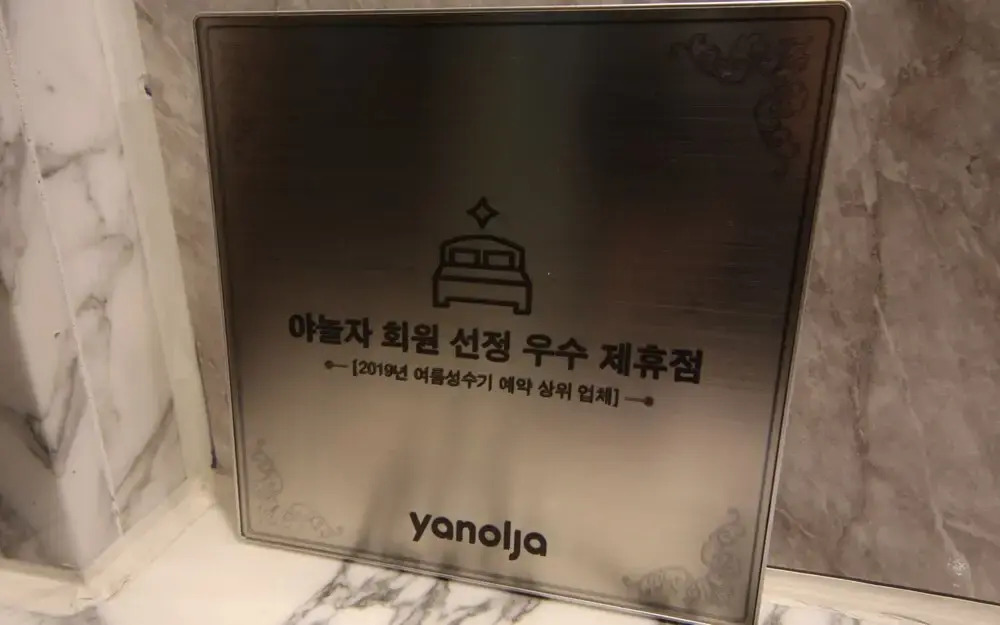 야놀자 회원 선정 우수 제휴점
[2019년 여름성수기 예약 상위 업체]
yanolja